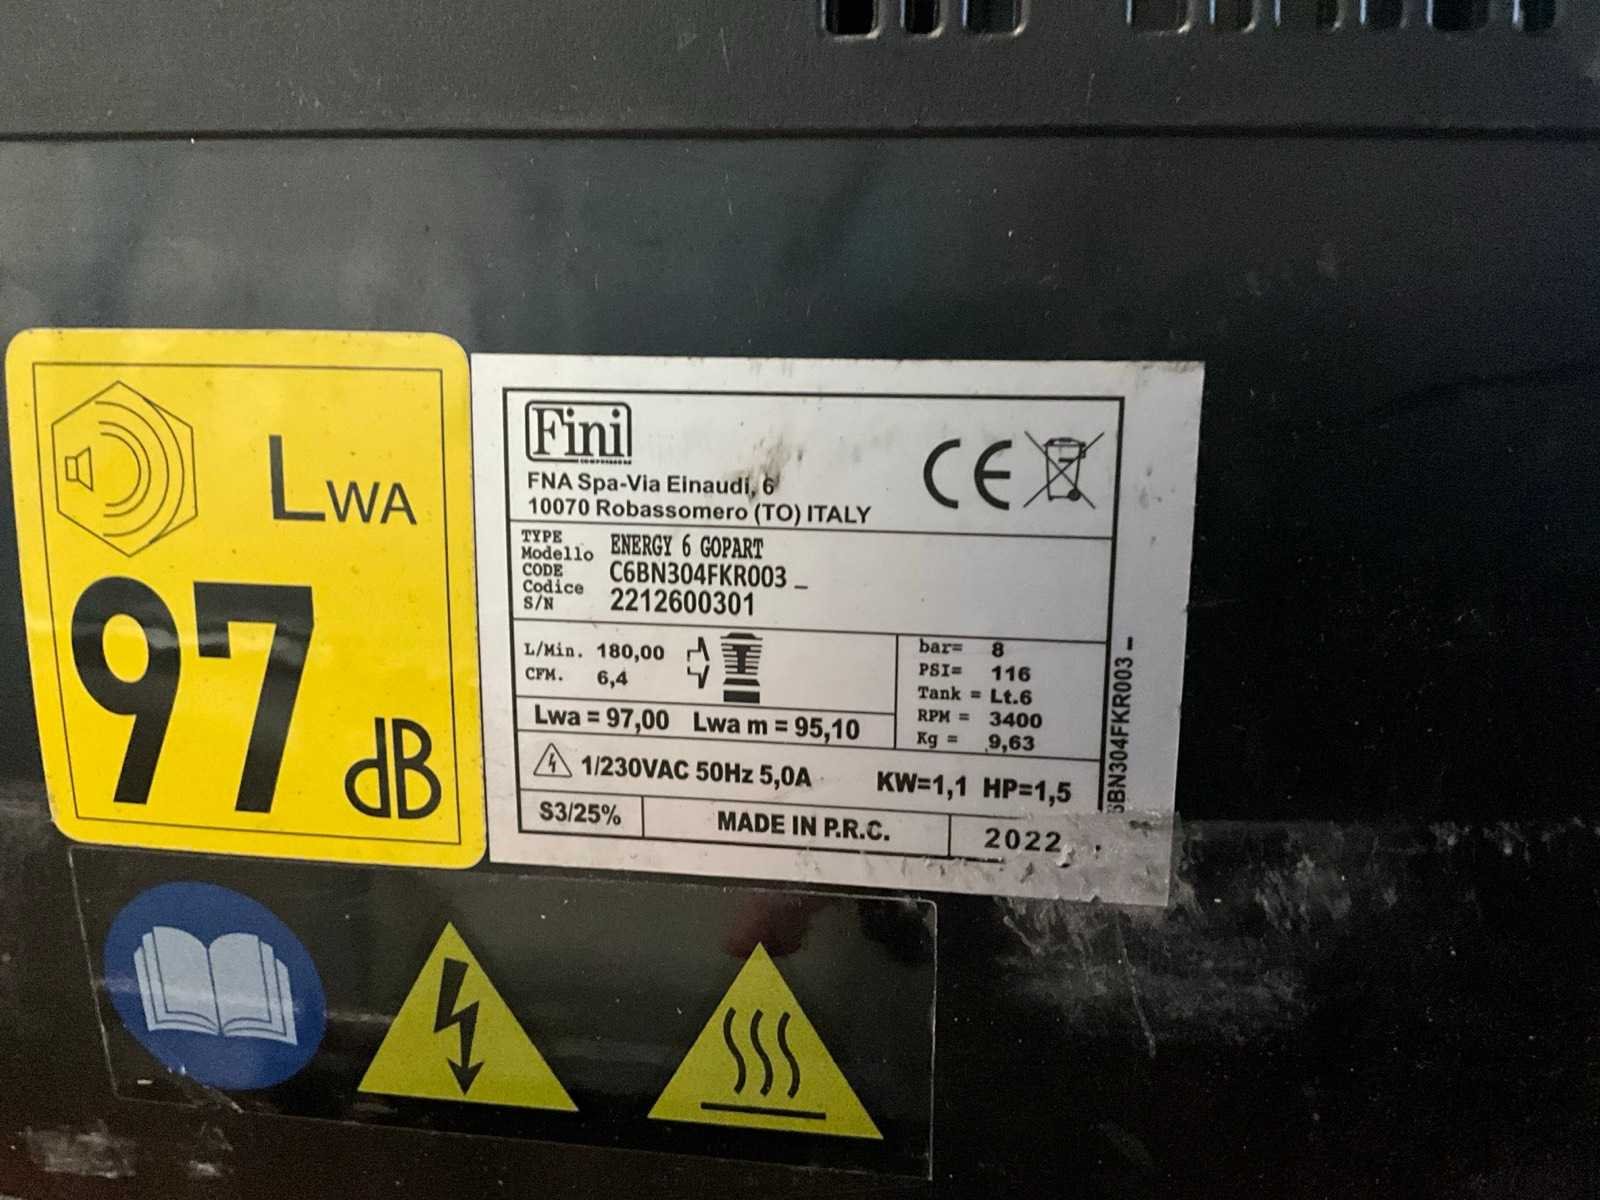 LWA
97
dB
Fini
FNA Spa-Via Einaudi, 6
10070 Robassomero (TO) ITALY
CE
TYPE
Modello ENERGY 6 GOPART
CODE
Codice C6BN304FKR003_
S/N 2212600301
L/Min. 180,00
CFM. 6,4
Lwa = 97,00 Lwa m = 95,10
bar= 8
PSI= 116
Tank = Lt.6
RPM = 3400
Kg = 9,63
1/230VAC 50Hz 5,0A KW=1,1 HP=1,5
S3/25% MADE IN P.R.C. 2022
C6BN304FKR003_